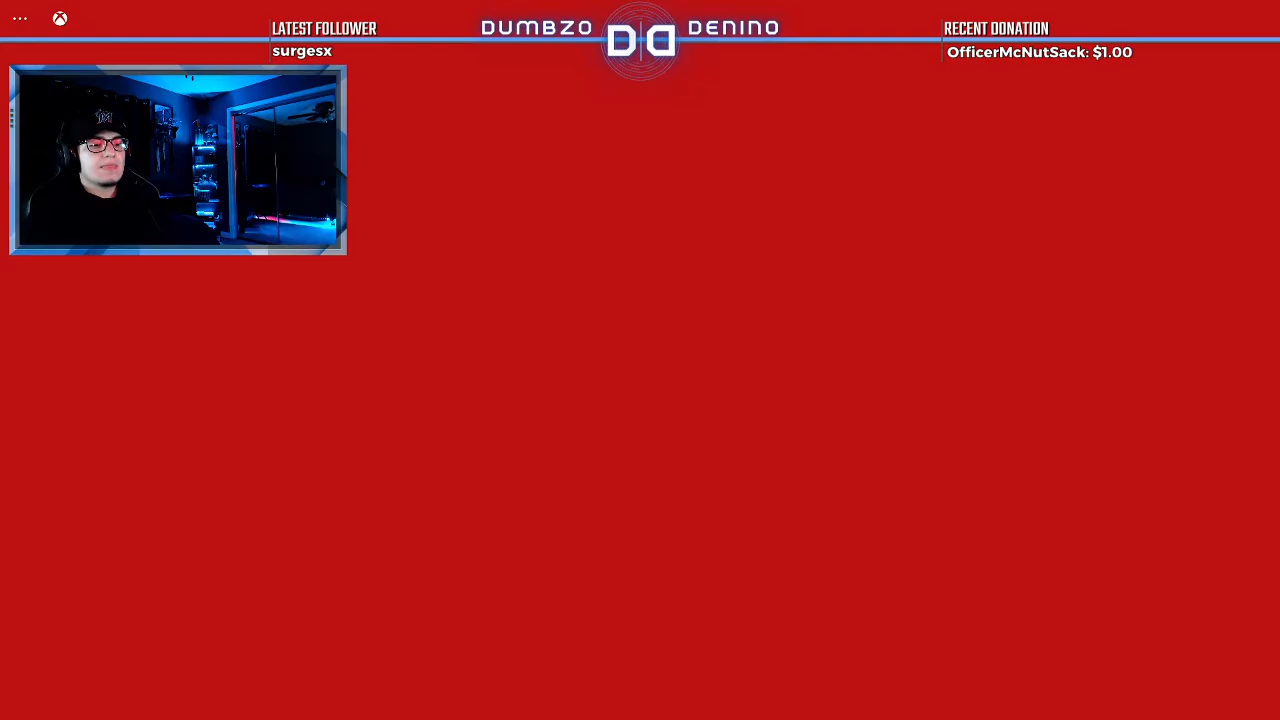 LATEST FOLLOWER
surgesx
DUMBZO DENINO
DD
RECENT DONATION
OfficerMcNutSack: $1.00